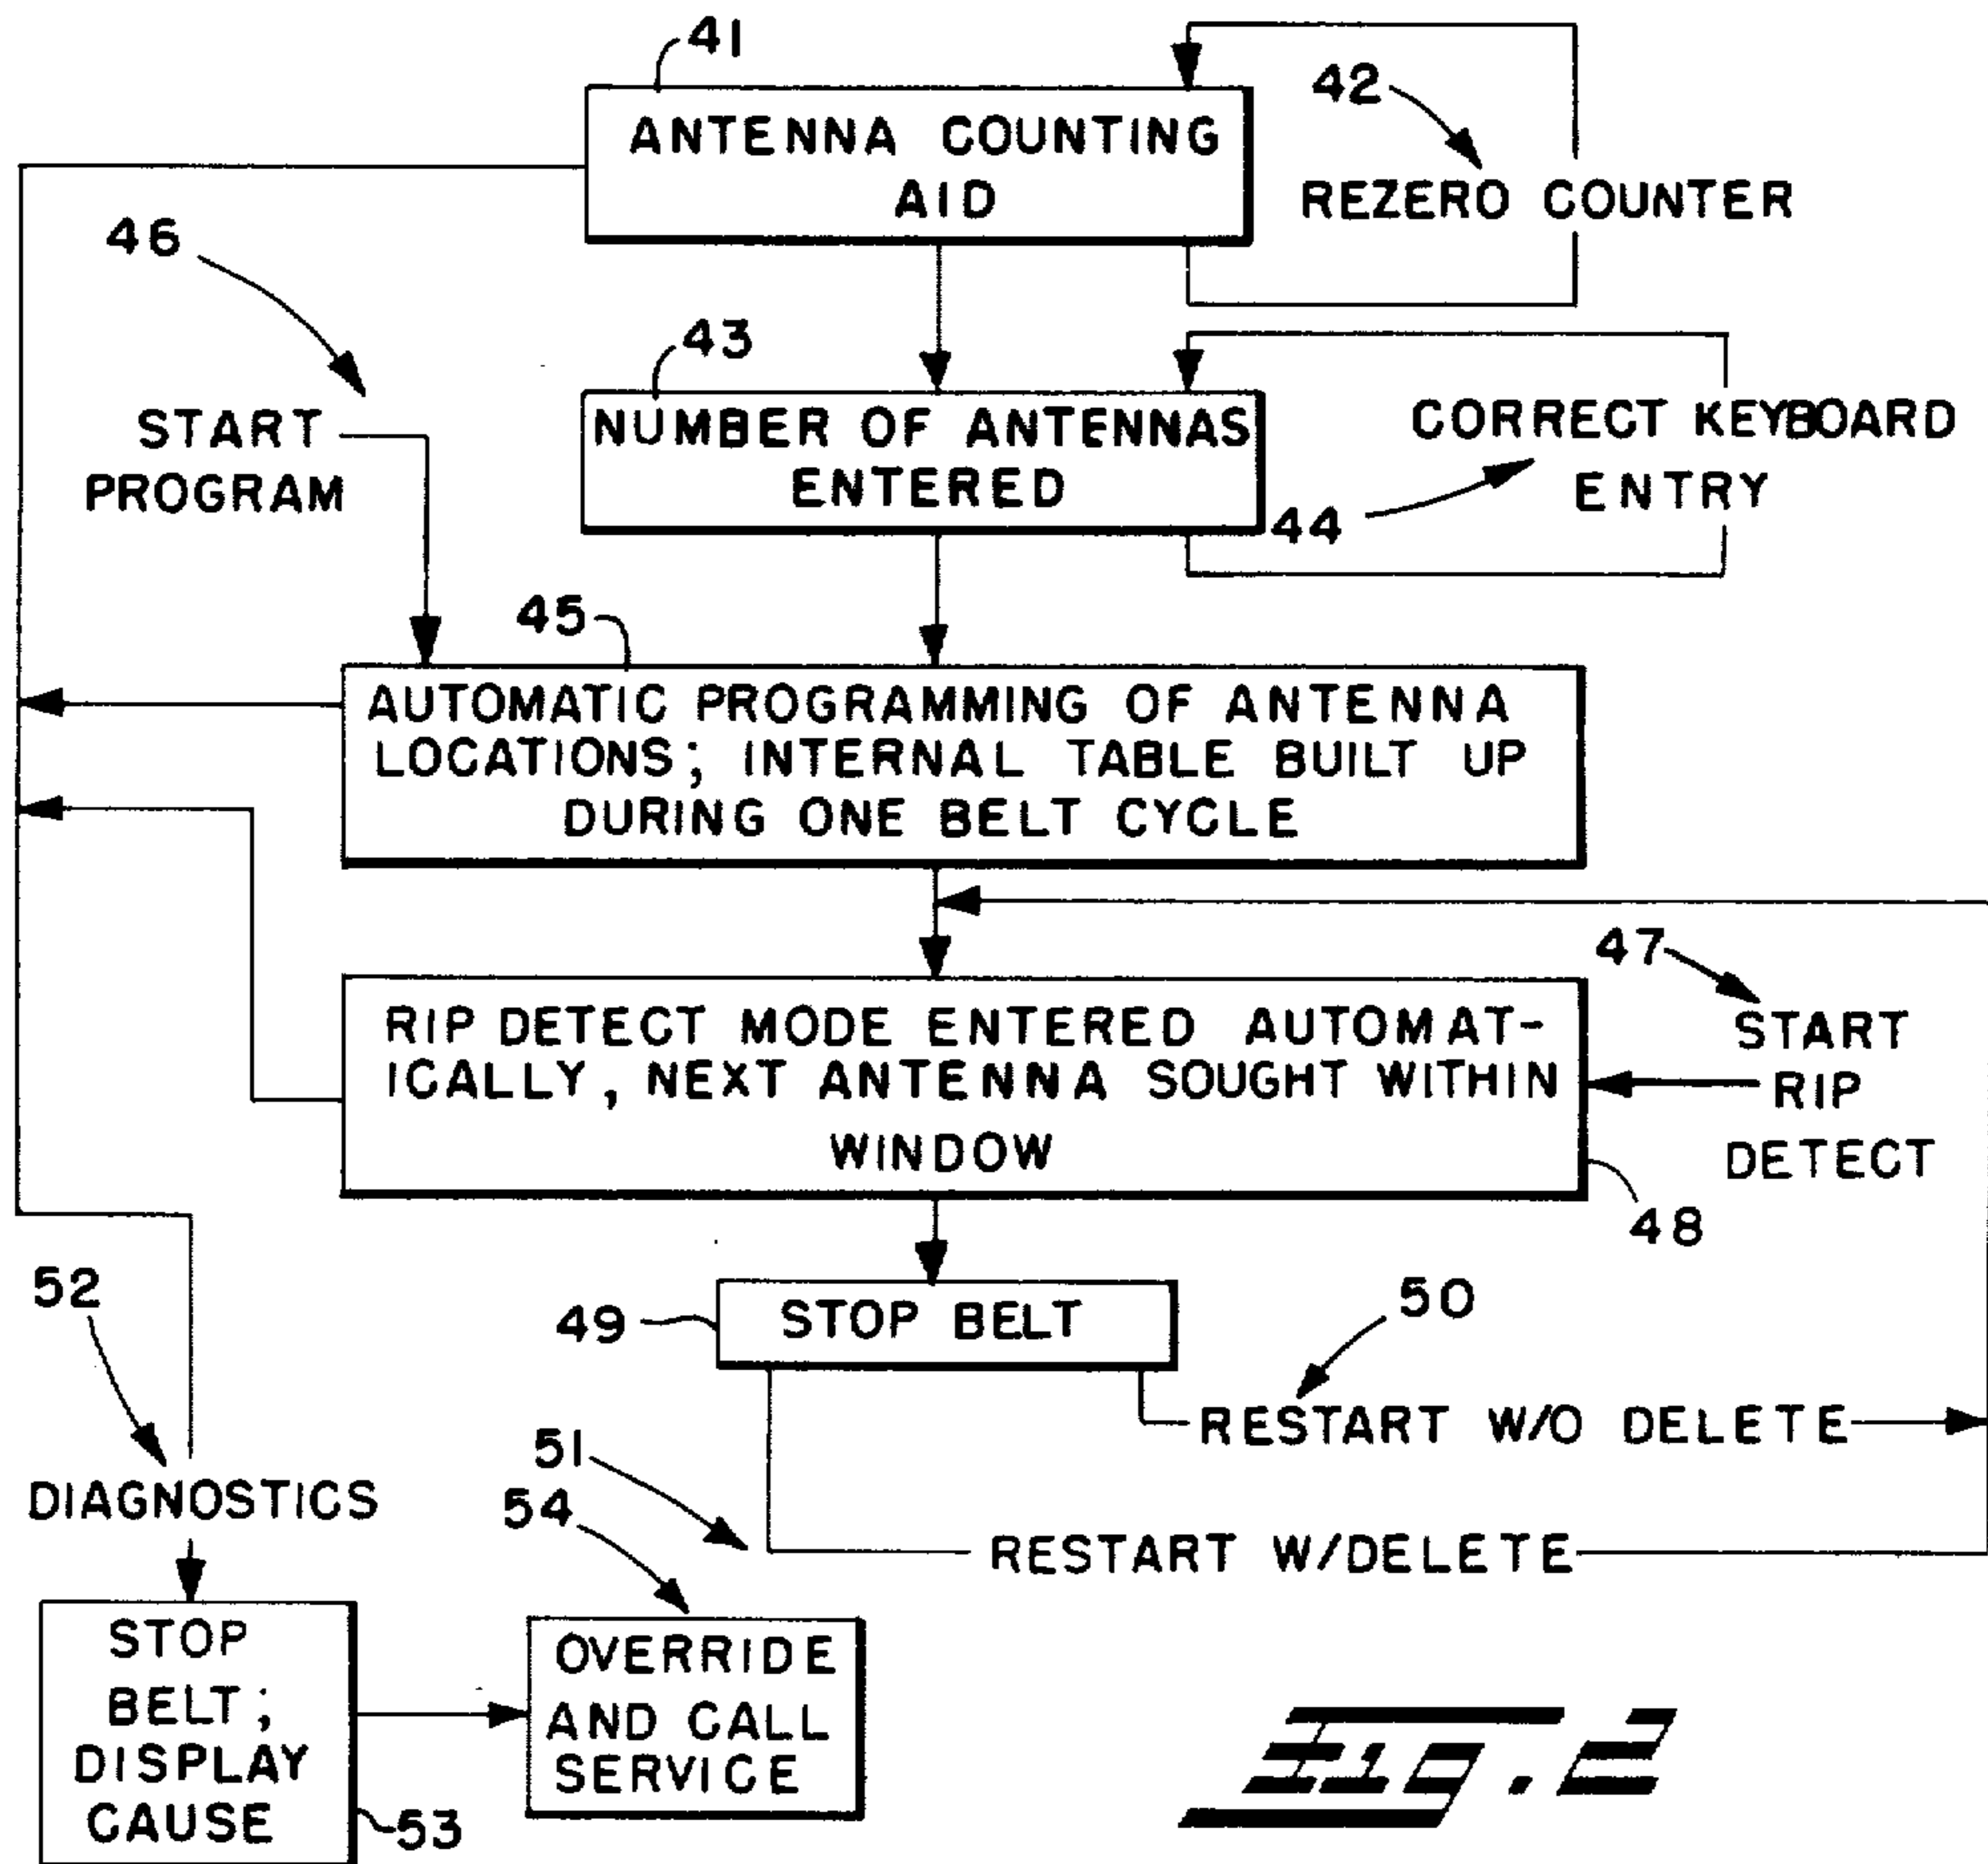 41
42
ANTENNA COUNTING
AID
REZERO COUNTER
46
43
START
PROGRAM
NUMBER OF ANTENNAS
ENTERED
CORRECT KEYBOARD
ENTRY
44
45
AUTOMATIC PROGRAMMING OF ANTENNA
LOCATIONS; INTERNAL TABLE BUILT UP
DURING ONE BELT CYCLE
47
RIP DETECT MODE ENTERED AUTOMAT-
ICALLY, NEXT ANTENNA SOUGHT WITHIN
WINDOW
START
RIP
DETECT
48
52
49
STOP BELT
50
RESTART W/O DELETE
51
54
DIAGNOSTICS
RESTART W/DELETE
STOP
BELT;
DISPLAY
CAUSE
53
OVERRIDE
AND CALL
SERVICE
Fig. 2